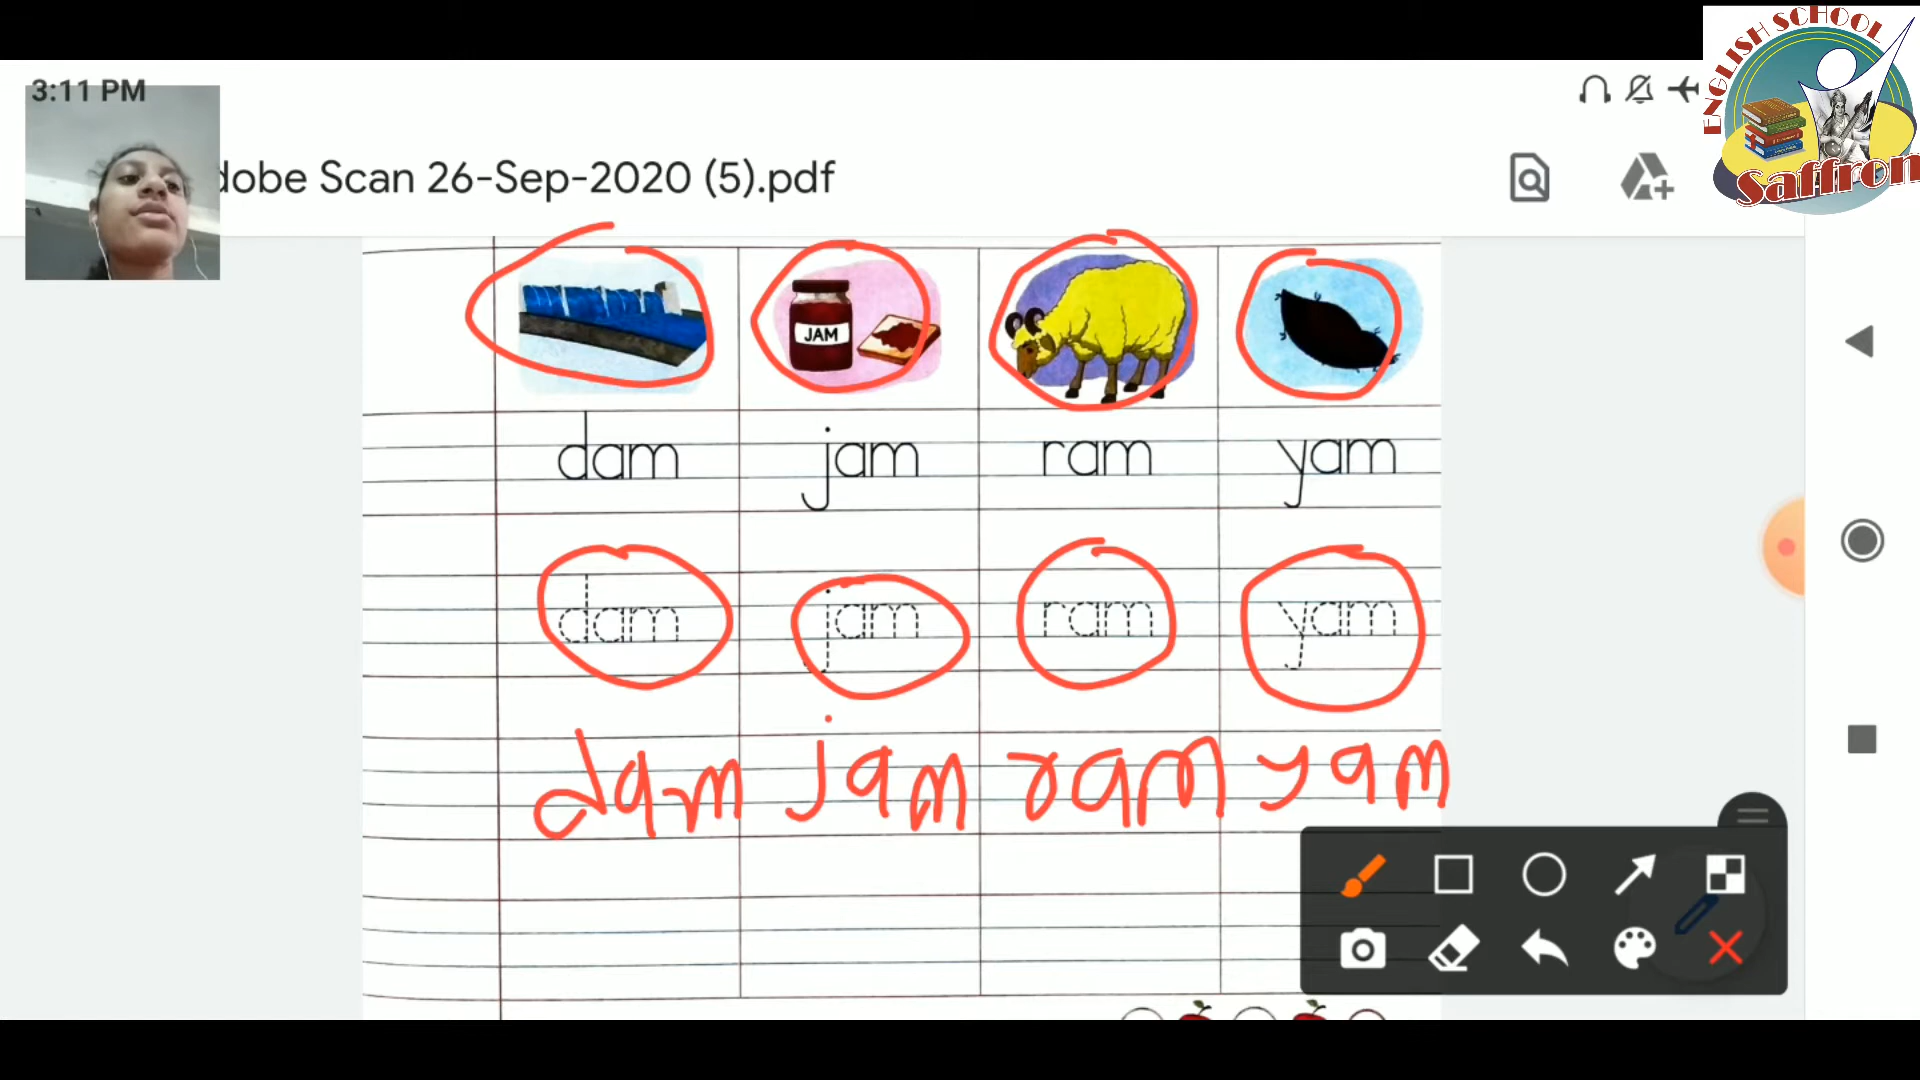 ENGLISH SCHOOL
Saffron
3:11 PM
dobe Scan 26-Sep-2020 (5).pdf
JAM
dam jam ram yam
dam jam ram yam
dam jam ram yam